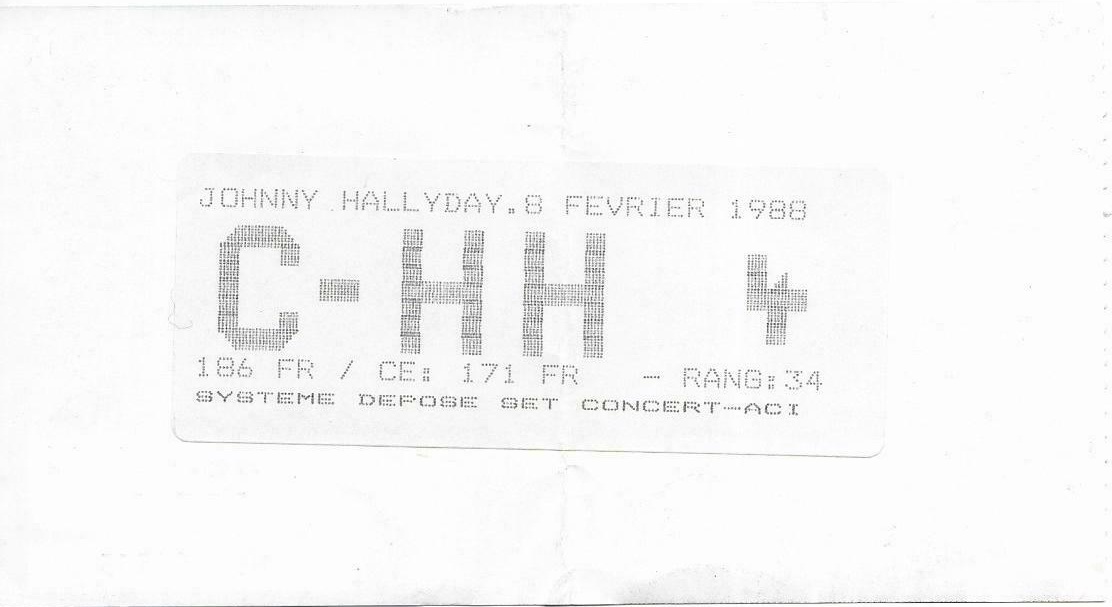 JOHNNY HALLYDAY.8 FEVRIER 1988
C-HH 4
186 FR / CE: 171 FR - RANG:34
SYSTEME DEPOSE SET CONCERT-ACI